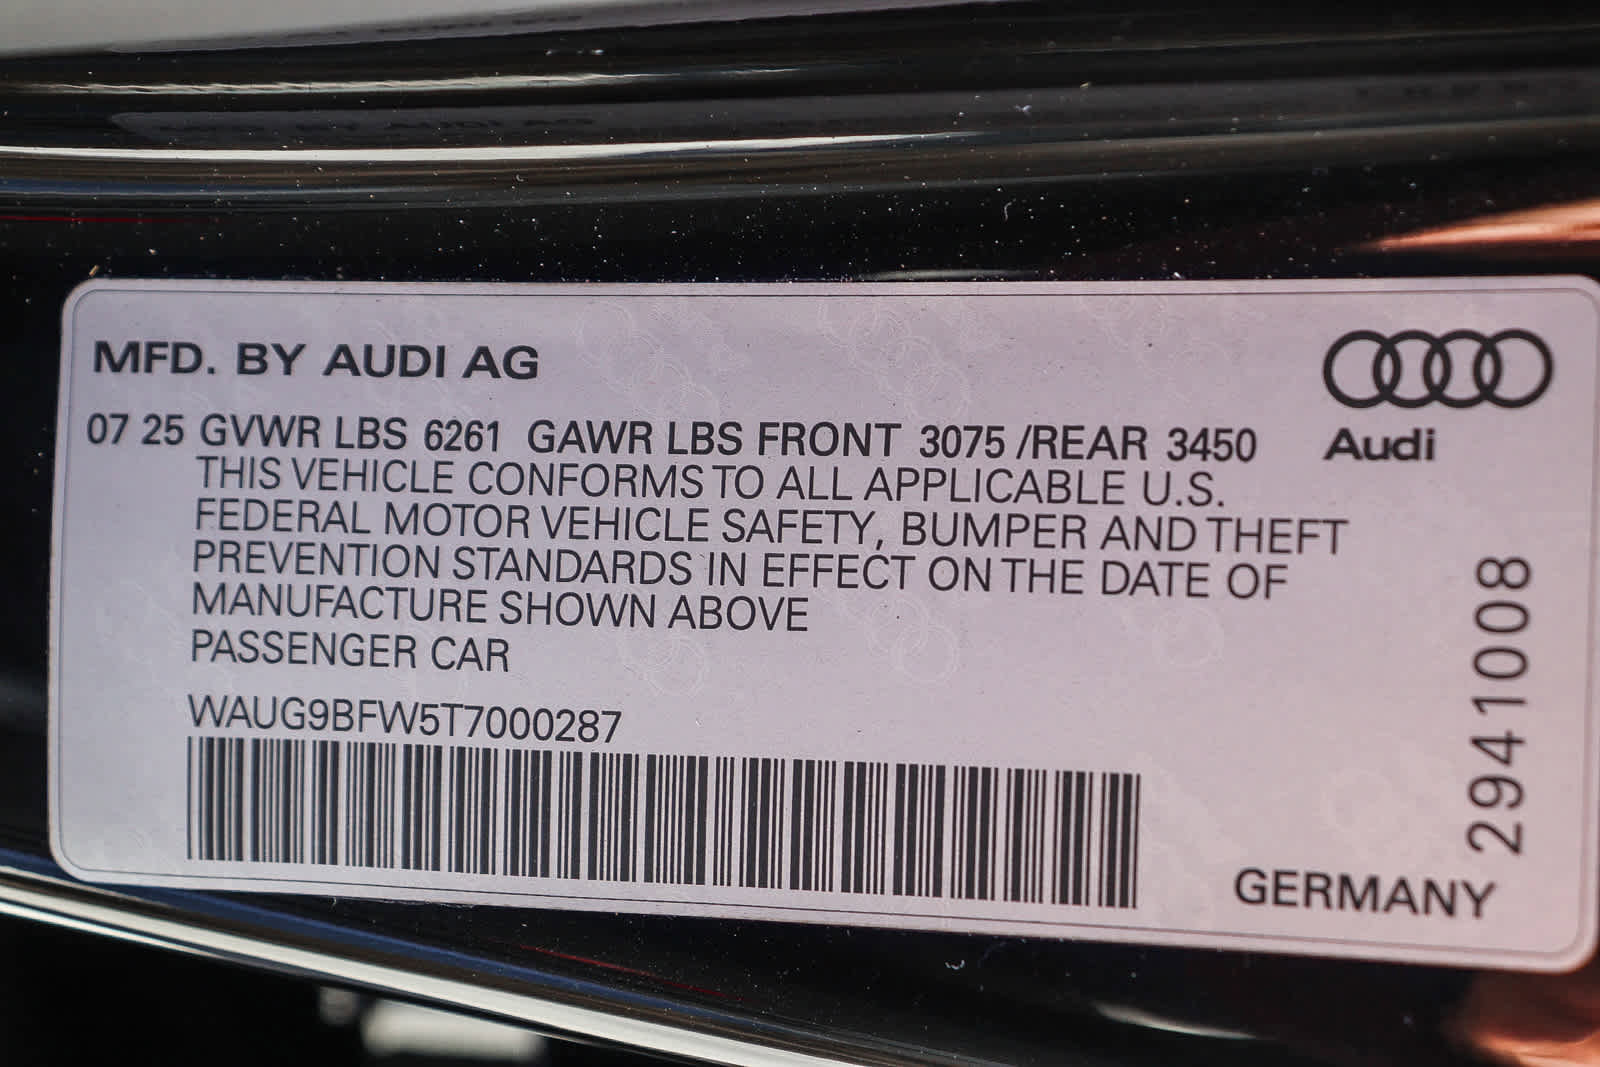 MFD. BY AUDI AG
07 25 GVWR LBS 6261 GAWR LBS FRONT 3075 /REAR 3450
THIS VEHICLE CONFORMS TO ALL APPLICABLE U.S.
FEDERAL MOTOR VEHICLE SAFETY, BUMPER AND THEFT
PREVENTION STANDARDS IN EFFECT ON THE DATE OF
MANUFACTURE SHOWN ABOVE
PASSENGER CAR
WAUG9BFW5T7000287
Audi
2941008
GERMANY